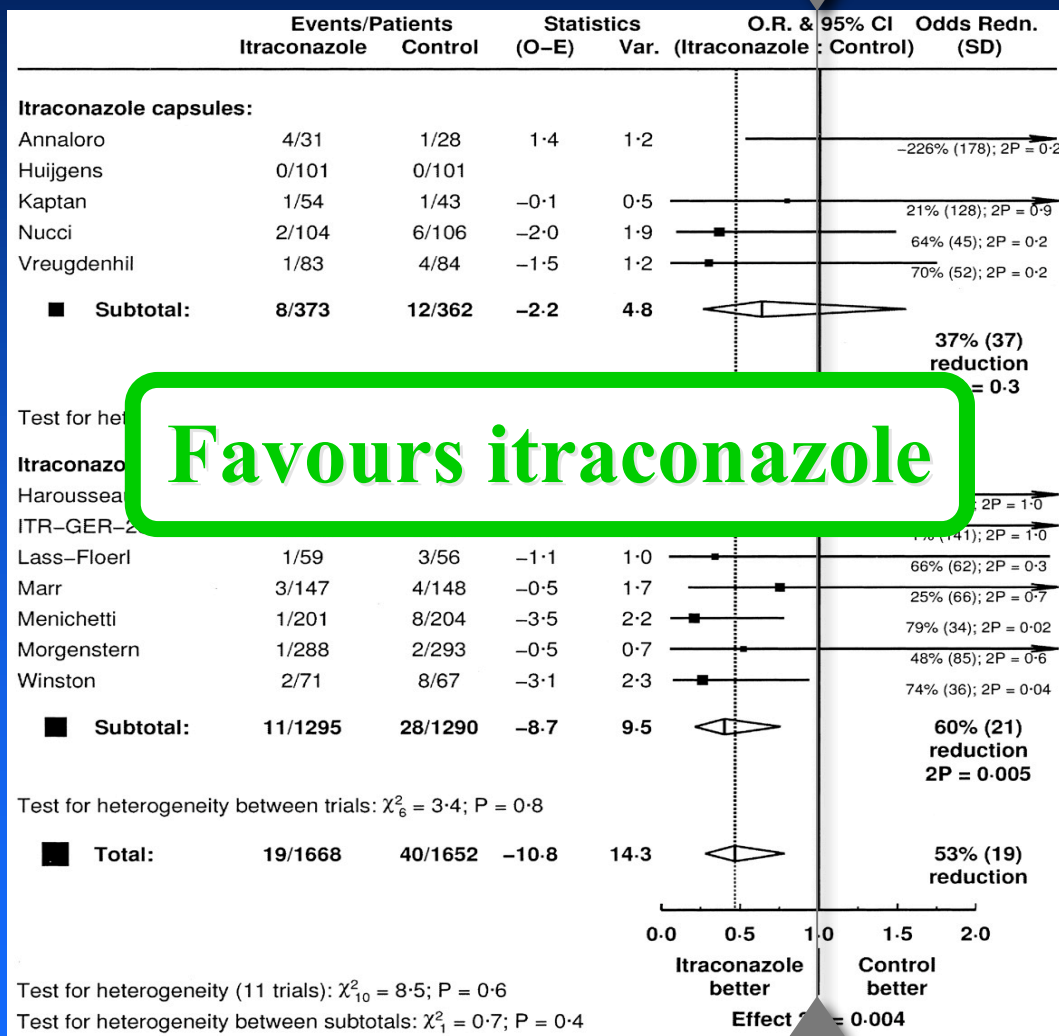 Events/Patients Statistics O.R. & 95% CI Odds Redn.
Itraconazole Control (O–E) Var. (Itraconazole : Control) (SD)
Itraconazole capsules:
Annaloro 4/31 1/28 1·4 1·2 –226% (178); 2P = 0·2
Huijgens 0/101 0/101
Kaptan 1/54 1/43 –0·1 0·5 21% (128); 2P = 0·9
Nucci 2/104 6/106 –2·0 1·9 64% (45); 2P = 0·2
Vreugdenhil 1/83 4/84 –1·5 1·2 70% (52); 2P = 0·2
Subtotal: 8/373 12/362 –2·2 4·8
37% (37)
reduction
= 0·3
Test for
Favours itraconazole
2P = 1·0
ITR–GER–2 141); 2P = 1·0
Lass–Floerl 1/59 3/56 –1·1 1·0 66% (62); 2P = 0·3
Marr 3/147 4/148 –0·5 1·7 25% (66); 2P = 0·7
Menichetti 1/201 8/204 –3·5 2·2 79% (34); 2P = 0·02
Morgenstern 1/288 2/293 –0·5 0·7 48% (85); 2P = 0·6
Winston 2/71 8/67 –3·1 2·3 74% (36); 2P = 0·04
Subtotal: 11/1295 28/1290 –8·7 9·5 60% (21)
reduction
2P = 0·005
Test for heterogeneity between trials: χ²₆ = 3·4; P = 0·8
Total: 19/1668 40/1652 –10·8 14·3 53% (19)
reduction
0·0 0·5 1·0 1·5 2·0
Itraconazole Control
better better
Test for heterogeneity (11 trials): χ²₁₀ = 8·5; P = 0·6
Test for heterogeneity between subtotals: χ²₁ = 0·7; P = 0·4 Effect = 0·004